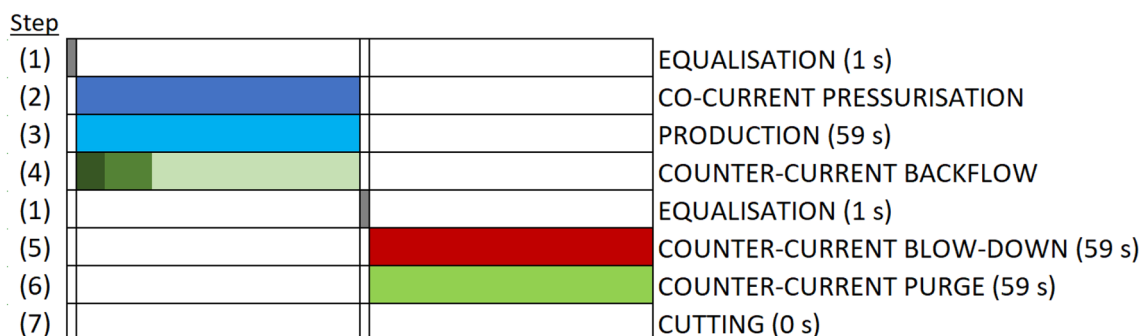 Step
(1) EQUALISATION (1 s)
(2) CO-CURRENT PRESSURISATION
(3) PRODUCTION (59 s)
(4) COUNTER-CURRENT BACKFLOW
(1) EQUALISATION (1 s)
(5) COUNTER-CURRENT BLOW-DOWN (59 s)
(6) COUNTER-CURRENT PURGE (59 s)
(7) CUTTING (0 s)